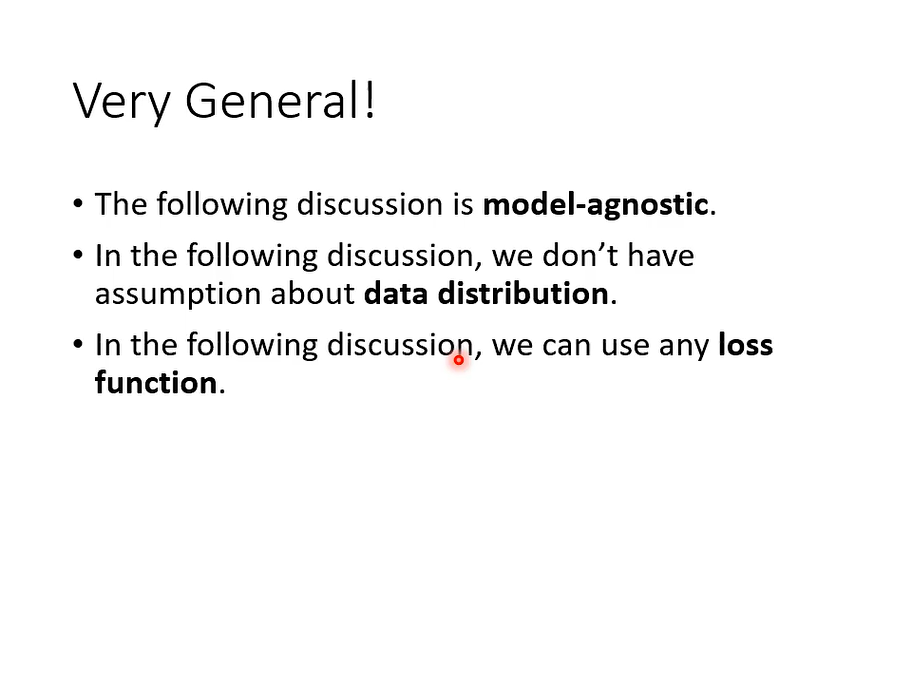 Very General!
• The following discussion is model-agnostic.
• In the following discussion, we don’t have
assumption about data distribution.
• In the following discussion, we can use any loss
function.